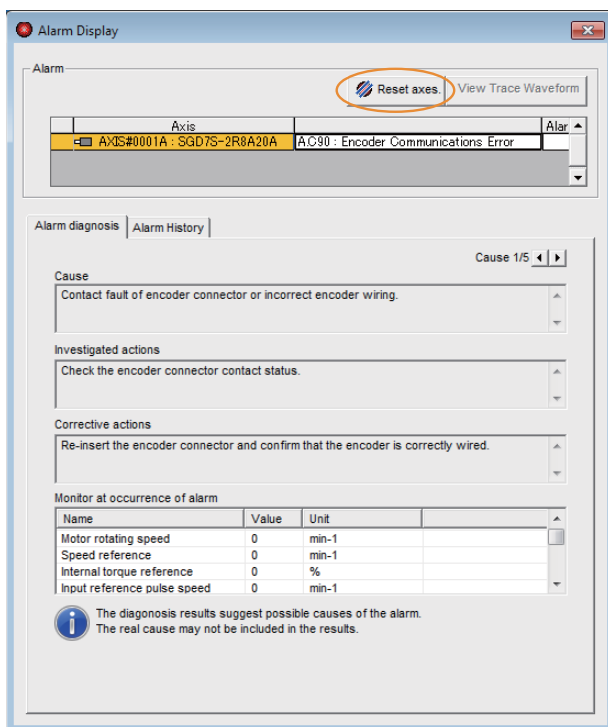 Alarm Display
Alarm
Reset axes.
View Trace Waveform
Axis Alar
AXIS#0001A : SGD7S-2R8A20A A.C90 : Encoder Communications Error
Alarm diagnosis Alarm History
Cause 1/5
Cause
Contact fault of encoder connector or incorrect encoder wiring.
Investigated actions
Check the encoder connector contact status.
Corrective actions
Re-insert the encoder connector and confirm that the encoder is correctly wired.
Monitor at occurrence of alarm
Name Value Unit
Motor rotating speed 0 min-1
Speed reference 0 min-1
Internal torque reference 0 %
Input reference pulse speed 0 min-1
The diagonosis results suggest possible causes of the alarm.
The real cause may not be included in the results.